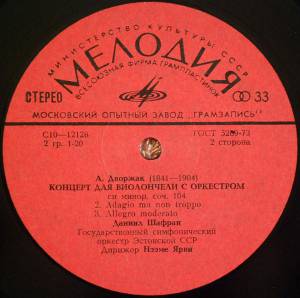 МИНИСТЕРСТВО КУЛЬТУРЫ СССР
МЕЛОДИЯ
ВСЕСОЮЗНАЯ ФИРМА ГРАМПЛАСТИНОК
СТЕРЕО
33
МОСКОВСКИЙ ОПЫТНЫЙ ЗАВОД „ГРАМЗАПИСЬ"
С10—12126
ГОСТ 5289-73
2 гр. 1-20
2 сторона
А. Дворжак (1841—1904)
КОНЦЕРТ ДЛЯ ВИОЛОНЧЕЛИ С ОРКЕСТРОМ
си минор, соч. 104
2. Adagio ma non troppo
3. Allegro moderato
Даниил Шафран
Государственный симфонический
оркестр Эстонской ССР
Дирижер Неэме Ярви